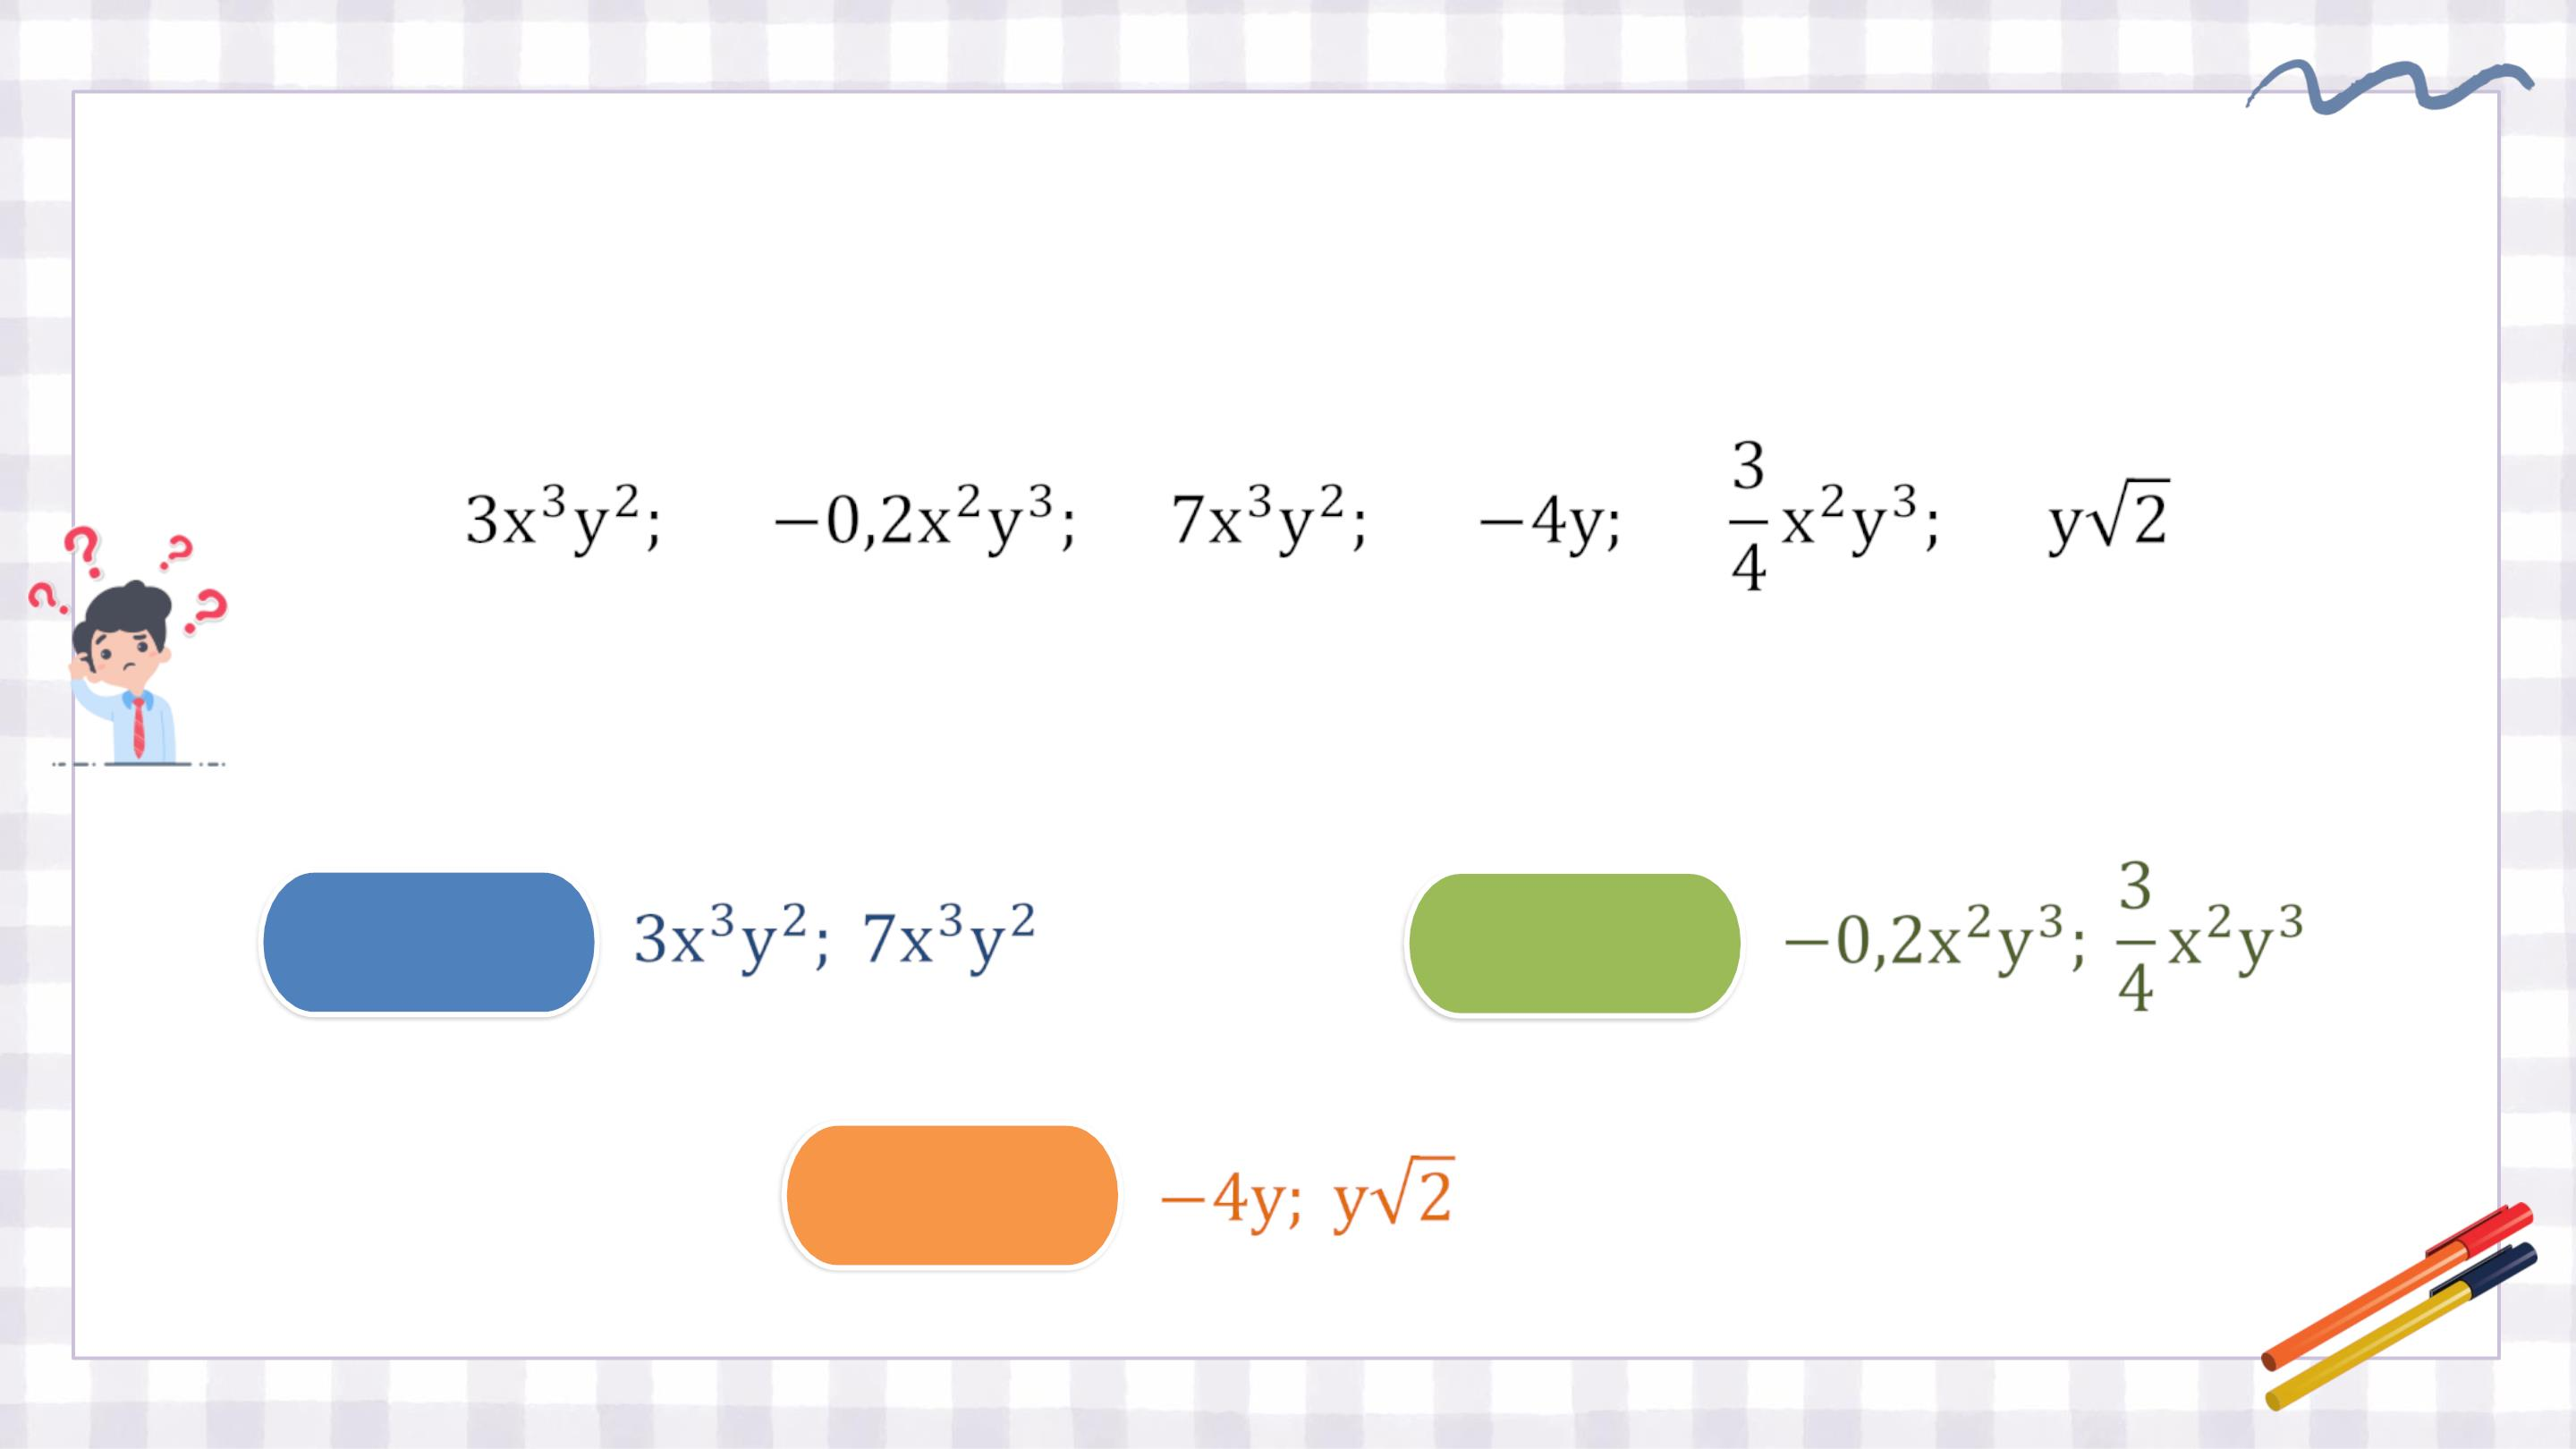 3x³y²; −0,2x²y³; 7x³y²; −4y; 3/4 x²y³; y√2
? ? ? ?
3x³y²; 7x³y²
−0,2x²y³; 3/4 x²y³
−4y; y√2